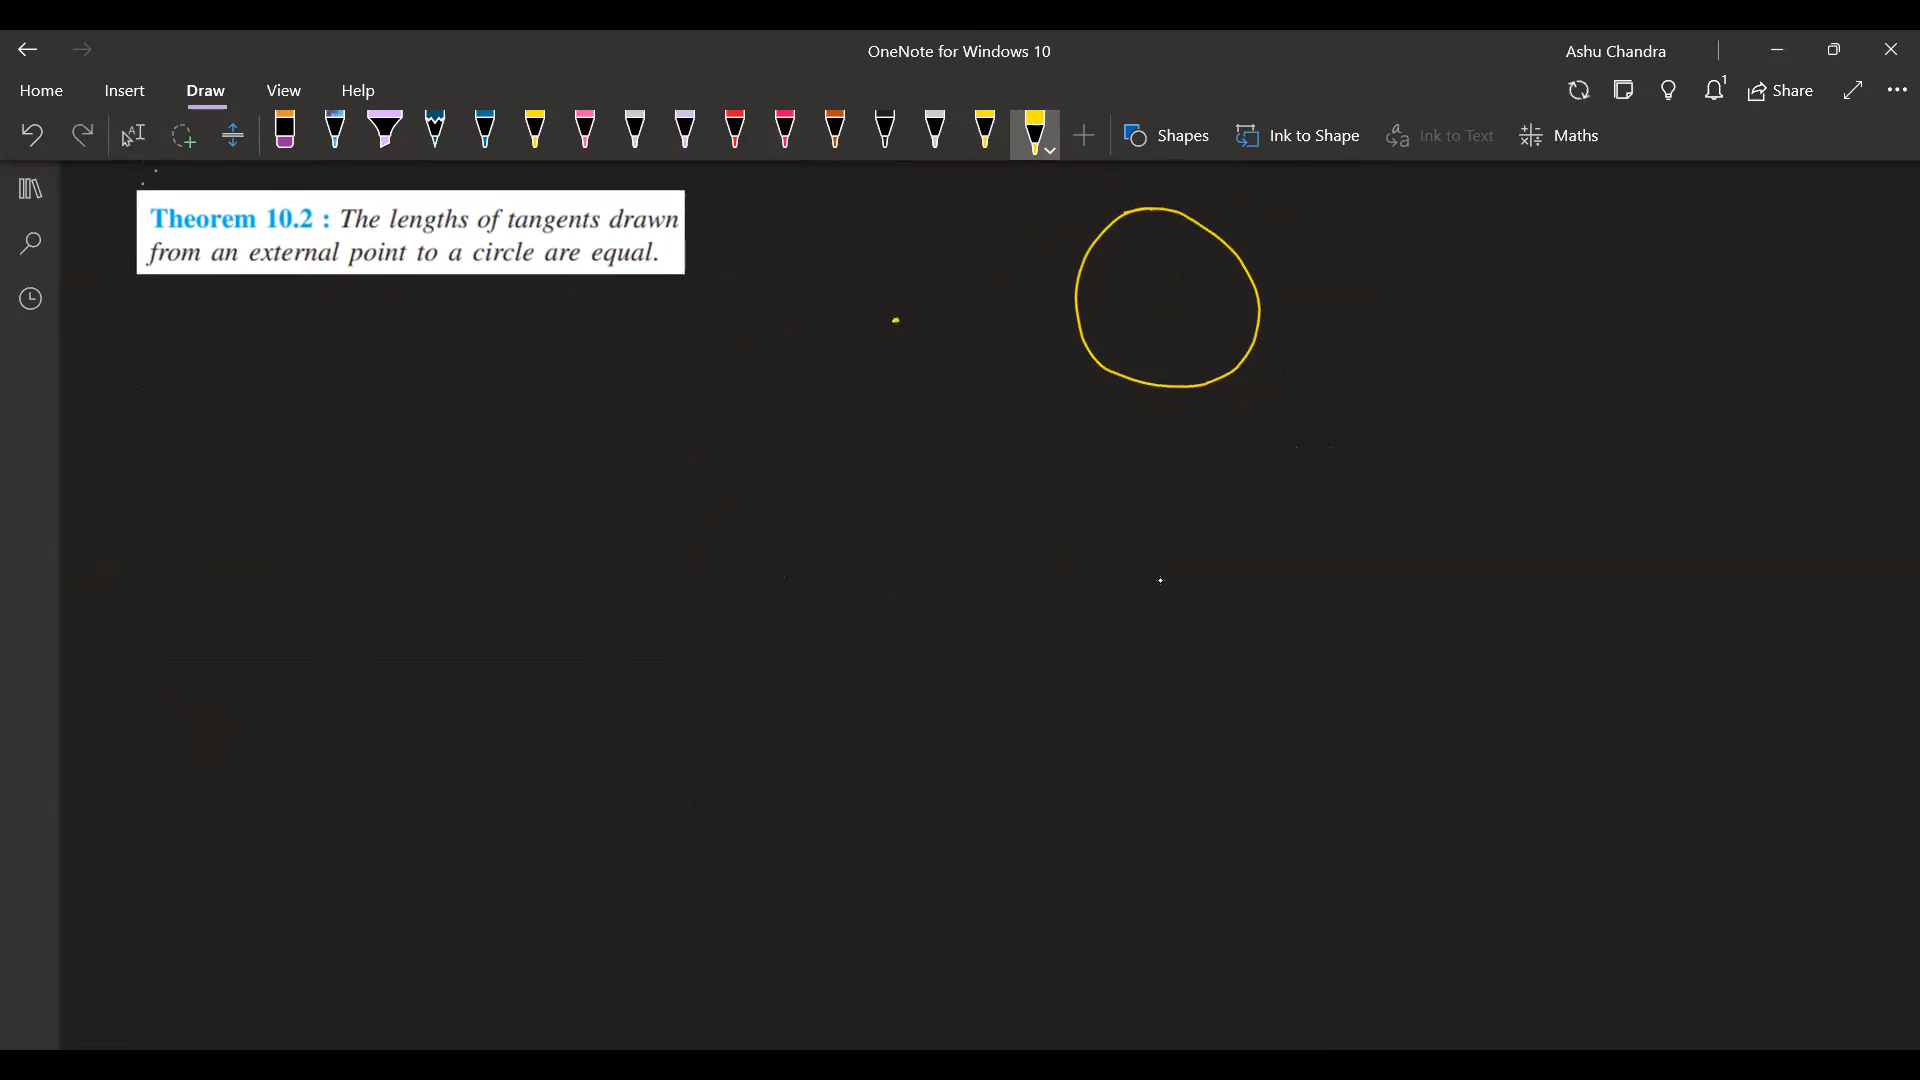 OneNote for Windows 10
Ashu Chandra
Home Insert Draw View Help
1
Share
Shapes Ink to Shape Ink to Text Maths
Theorem 10.2 : The lengths of tangents drawn
from an external point to a circle are equal.